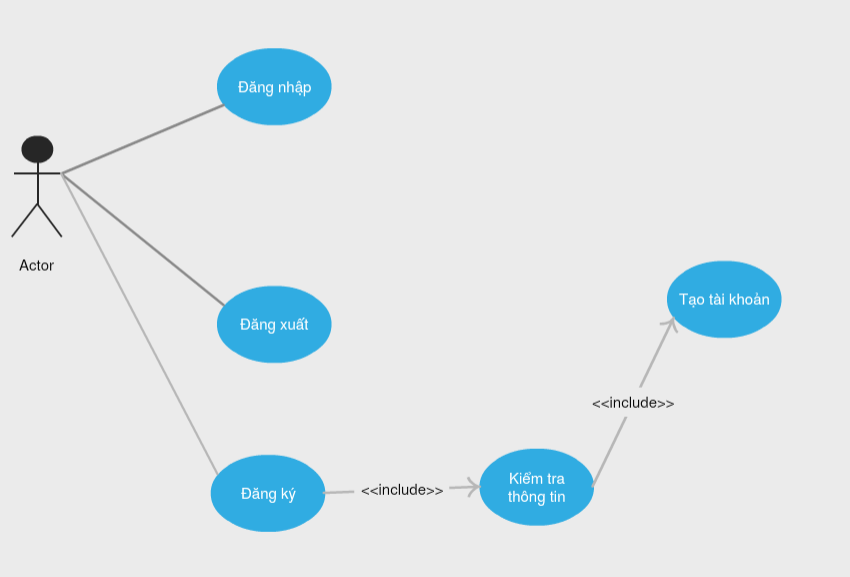 Đăng nhập
Actor
Đăng xuất
Tạo tài khoản
<<include>>
Đăng ký
<<include>>
Kiểm tra
thông tin